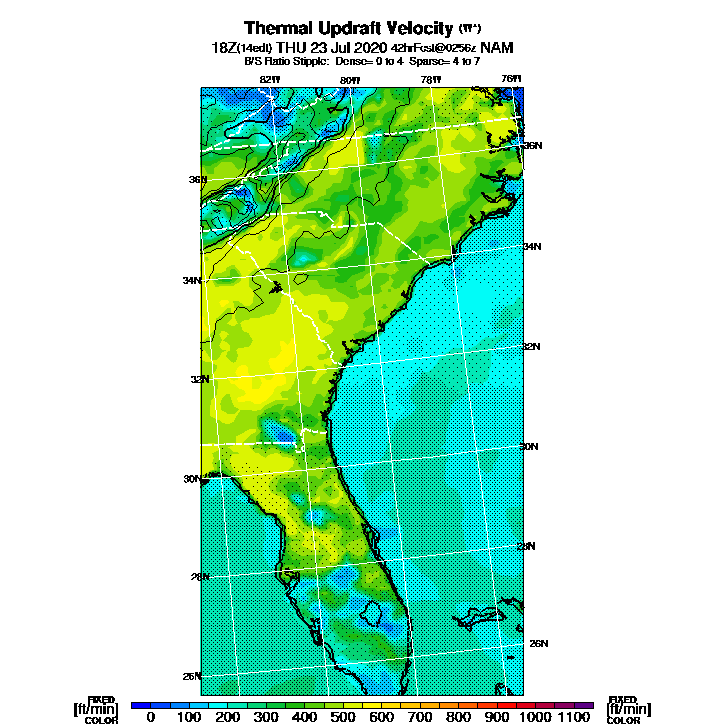 Thermal Updraft Velocity (W*)
18Z(14edt) THU 23 Jul 2020 42hrFcst@0256z NAM
B/S Ratio Stipple: Dense= 0 to 4 Sparse= 4 to 7
82W 80W 78W 76W
36N
36N
34N
34N
32N
32N
30N
30N
28N
28N
26N
26N
FIXED FIXED
[ft/min] 0 100 200 300 400 500 600 700 800 900 1000 1100 [ft/min]
COLOR COLOR